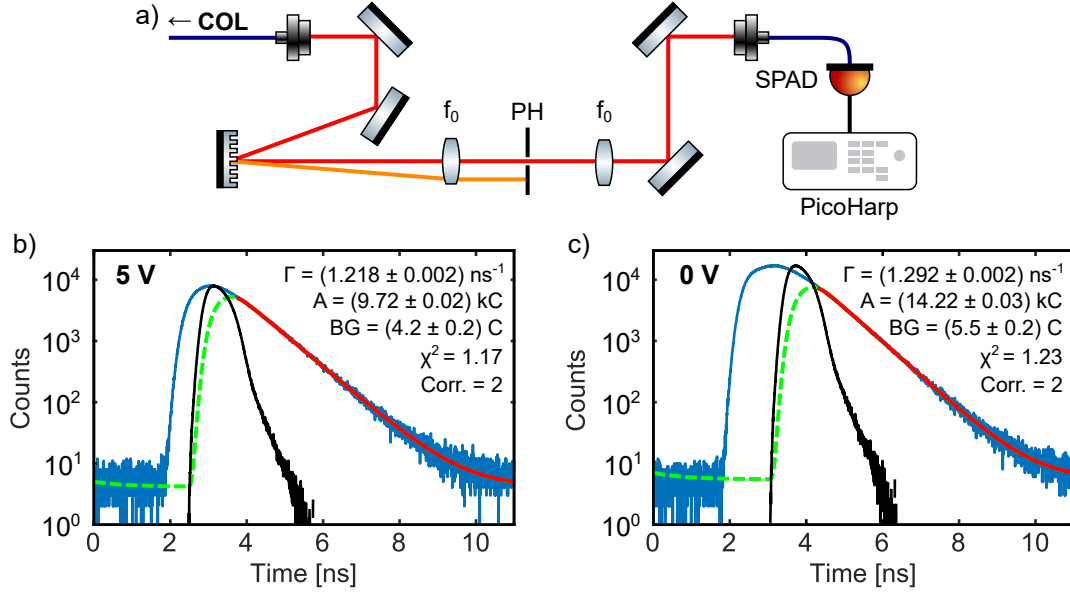 a)
← COL
f₀
PH
f₀
SPAD
PicoHarp
b)
5 V
Γ = (1.218 ± 0.002) ns⁻¹
A = (9.72 ± 0.02) kC
BG = (4.2 ± 0.2) C
χ² = 1.17
Corr. = 2
Counts
10⁴
10³
10²
10¹
10⁰
0 2 4 6 8 10
Time [ns]
c)
0 V
Γ = (1.292 ± 0.002) ns⁻¹
A = (14.22 ± 0.03) kC
BG = (5.5 ± 0.2) C
χ² = 1.23
Corr. = 2
Counts
10⁴
10³
10²
10¹
10⁰
0 2 4 6 8 10
Time [ns]